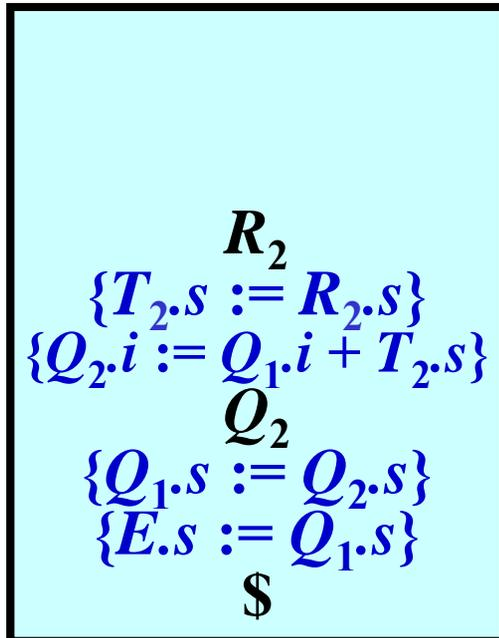 R₂
{T₂.s := R₂.s}
{Q₂.i := Q₁.i + T₂.s}
Q₂
{Q₁.s := Q₂.s}
{E.s := Q₁.s}
$